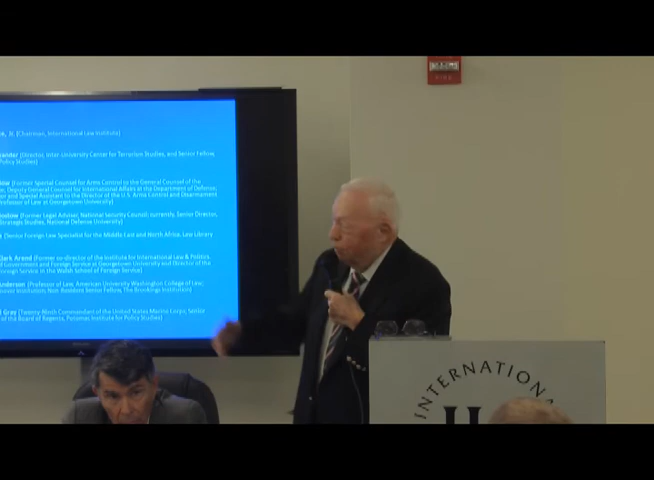 , III (Chairman, International Law Institute)
ander (Director, Inter-University Center for Terrorism Studies, and Senior Fellow,
Policy Studies)
(Former Special Counsel for Arms Control to the General Counsel of the
Deputy General Counsel for International Affairs at the Department of Defense,
and Special Assistant to the Director of the U.S. Arms Control and Disarmament
Professor of Law at Georgetown University)
(Former Legal Adviser, National Security Council; currently, Senior Director,
Strategic Studies, National Defense University)
(Senior Foreign Law Specialist for the Middle East and North Africa, Law Library
Clark Arend (Former co-director of the Institute for International Law & Politics,
of Government and Foreign Service at Georgetown University and Director of the
Foreign Service in the Walsh School of Foreign Service)
Anderson (Professor of Law, American University Washington College of Law;
Institution; Non-Resident Senior Fellow, The Brookings Institution)
Gray (Twenty-Ninth Commandant of the United States Marine Corps; Senior
of the Board of Regents, Potomac Institute for Policy Studies)
FIRE
INTERNATIONA